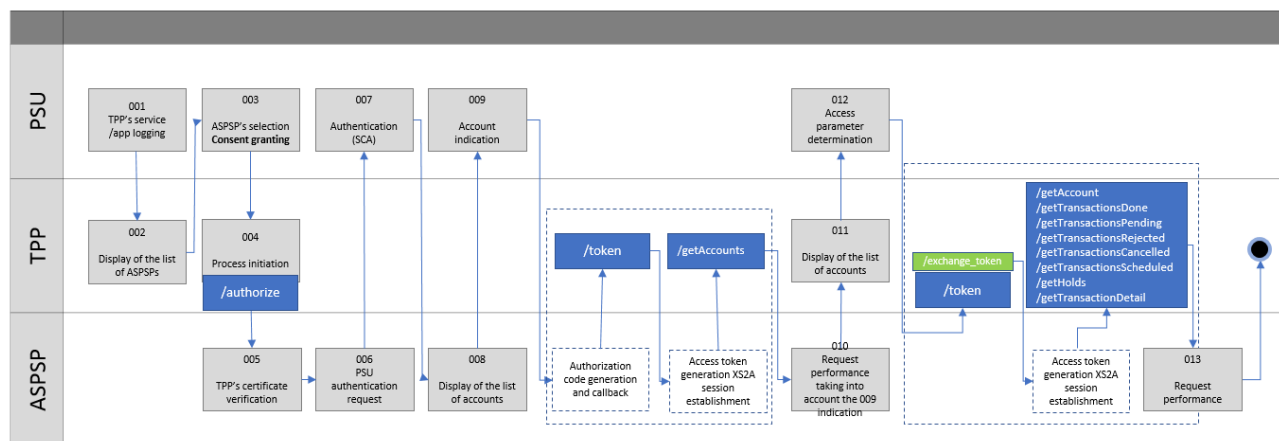 PSU
001
TPP's service
/app logging
003
ASPSP's selection
Consent granting
007
Authentication
(SCA)
009
Account
indication
012
Access
parameter
determination
TPP
002
Display of the list
of ASPSPs
004
Process initiation
/authorize
/token
/getAccounts
011
Display of the list
of accounts
/exchange_token
/token
/getAccount
/getTransactionsDone
/getTransactionsPending
/getTransactionsRejected
/getTransactionsCancelled
/getTransactionsScheduled
/getHolds
/getTransactionDetail
ASPSP
005
TPP's certificate
verification
006
PSU
authentication
request
008
Display of the list
of accounts
Authorization
code generation
and callback
Access token
generation XS2A
session
establishment
010
Request
performance
taking into
account the 009
indication
Access token
generation XS2A
session
establishment
013
Request
performance